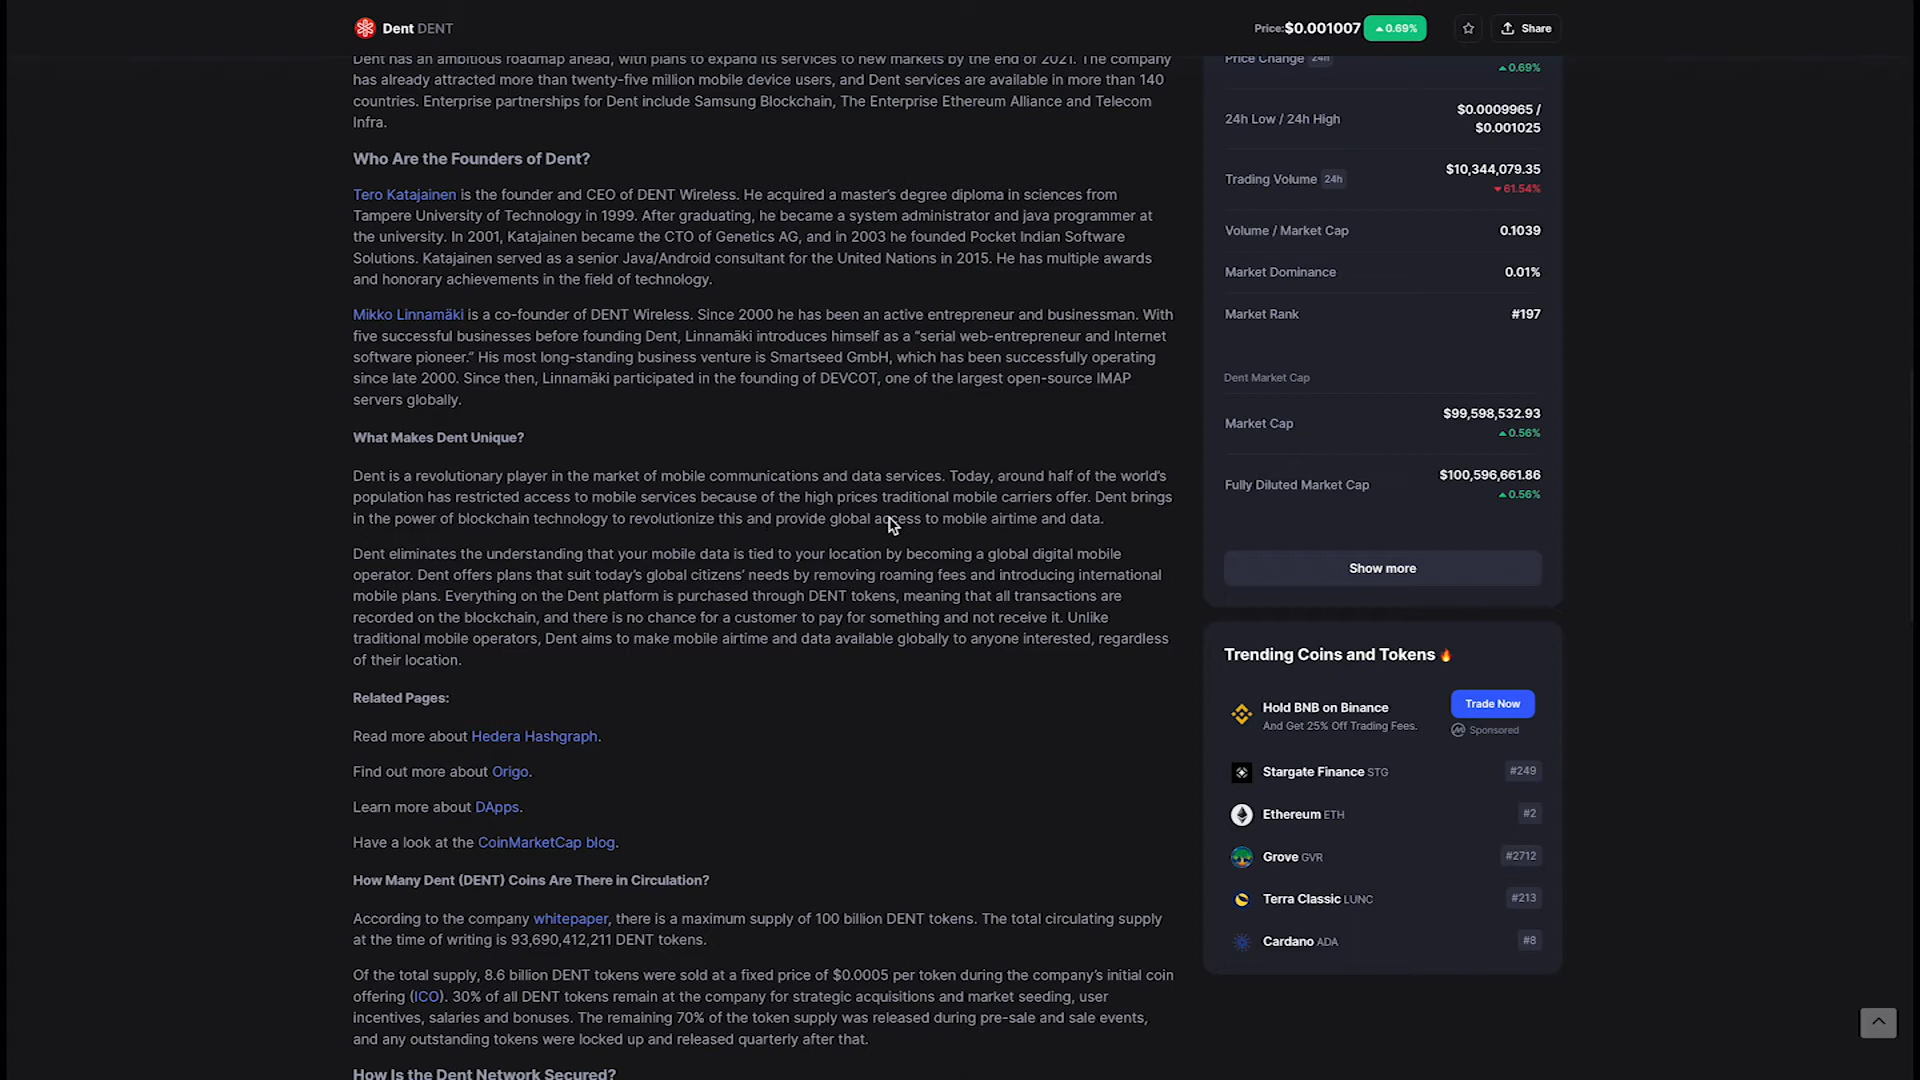 Dent DENT
Price:$0.001007 0.69%
Share
Dent has an ambitious roadmap ahead, with plans to expand its services to new markets by the end of 2021. The company
has already attracted more than twenty-five million mobile device users, and Dent services are available in more than 140
countries. Enterprise partnerships for Dent include Samsung Blockchain, The Enterprise Ethereum Alliance and Telecom
Infra.
Who Are the Founders of Dent?
Tero Katajainen is the founder and CEO of DENT Wireless. He acquired a master's degree diploma in sciences from
Tampere University of Technology in 1999. After graduating, he became a system administrator and java programmer at
the university. In 2001, Katajainen became the CTO of Genetics AG, and in 2003 he founded Pocket Indian Software
Solutions. Katajainen served as a senior Java/Android consultant for the United Nations in 2015. He has multiple awards
and honorary achievements in the field of technology.
Mikko Linnamäki is a co-founder of DENT Wireless. Since 2000 he has been an active entrepreneur and businessman. With
five successful businesses before founding Dent, Linnamäki introduces himself as a “serial web-entrepreneur and Internet
software pioneer.” His most long-standing business venture is Smartseed GmbH, which has been successfully operating
since late 2000. Since then, Linnamäki participated in the founding of DEVCOT, one of the largest open-source IMAP
servers globally.
What Makes Dent Unique?
Dent is a revolutionary player in the market of mobile communications and data services. Today, around half of the world's
population has restricted access to mobile services because of the high prices traditional mobile carriers offer. Dent brings
in the power of blockchain technology to revolutionize this and provide global access to mobile airtime and data.
Dent eliminates the understanding that your mobile data is tied to your location by becoming a global digital mobile
operator. Dent offers plans that suit today's global citizens' needs by removing roaming fees and introducing international
mobile plans. Everything on the Dent platform is purchased through DENT tokens, meaning that all transactions are
recorded on the blockchain, and there is no chance for a customer to pay for something and not receive it. Unlike
traditional mobile operators, Dent aims to make mobile airtime and data available globally to anyone interested, regardless
of their location.
Related Pages:
Read more about Hedera Hashgraph.
Find out more about Origo.
Learn more about DApps.
Have a look at the CoinMarketCap blog.
How Many Dent (DENT) Coins Are There in Circulation?
According to the company whitepaper, there is a maximum supply of 100 billion DENT tokens. The total circulating supply
at the time of writing is 93,690,412,211 DENT tokens.
Of the total supply, 8.6 billion DENT tokens were sold at a fixed price of $0.0005 per token during the company's initial coin
offering (ICO). 30% of all DENT tokens remain at the company for strategic acquisitions and market seeding, user
incentives, salaries and bonuses. The remaining 70% of the token supply was released during pre-sale and sale events,
and any outstanding tokens were locked up and released quarterly after that.
How Is the Dent Network Secured?
Price Change 24h
0.69%
24h Low / 24h High
$0.0009965 /
$0.001025
Trading Volume 24h
$10,344,079.35
61.54%
Volume / Market Cap
0.1039
Market Dominance
0.01%
Market Rank
#197
Dent Market Cap
Market Cap
$99,598,532.93
0.56%
Fully Diluted Market Cap
$100,596,661.86
0.56%
Show more
Trending Coins and Tokens
Hold BNB on Binance
And Get 25% Off Trading Fees.
Trade Now
Sponsored
Stargate Finance STG
#249
Ethereum ETH
#2
Grove GVR
#2712
Terra Classic LUNC
#213
Cardano ADA
#8